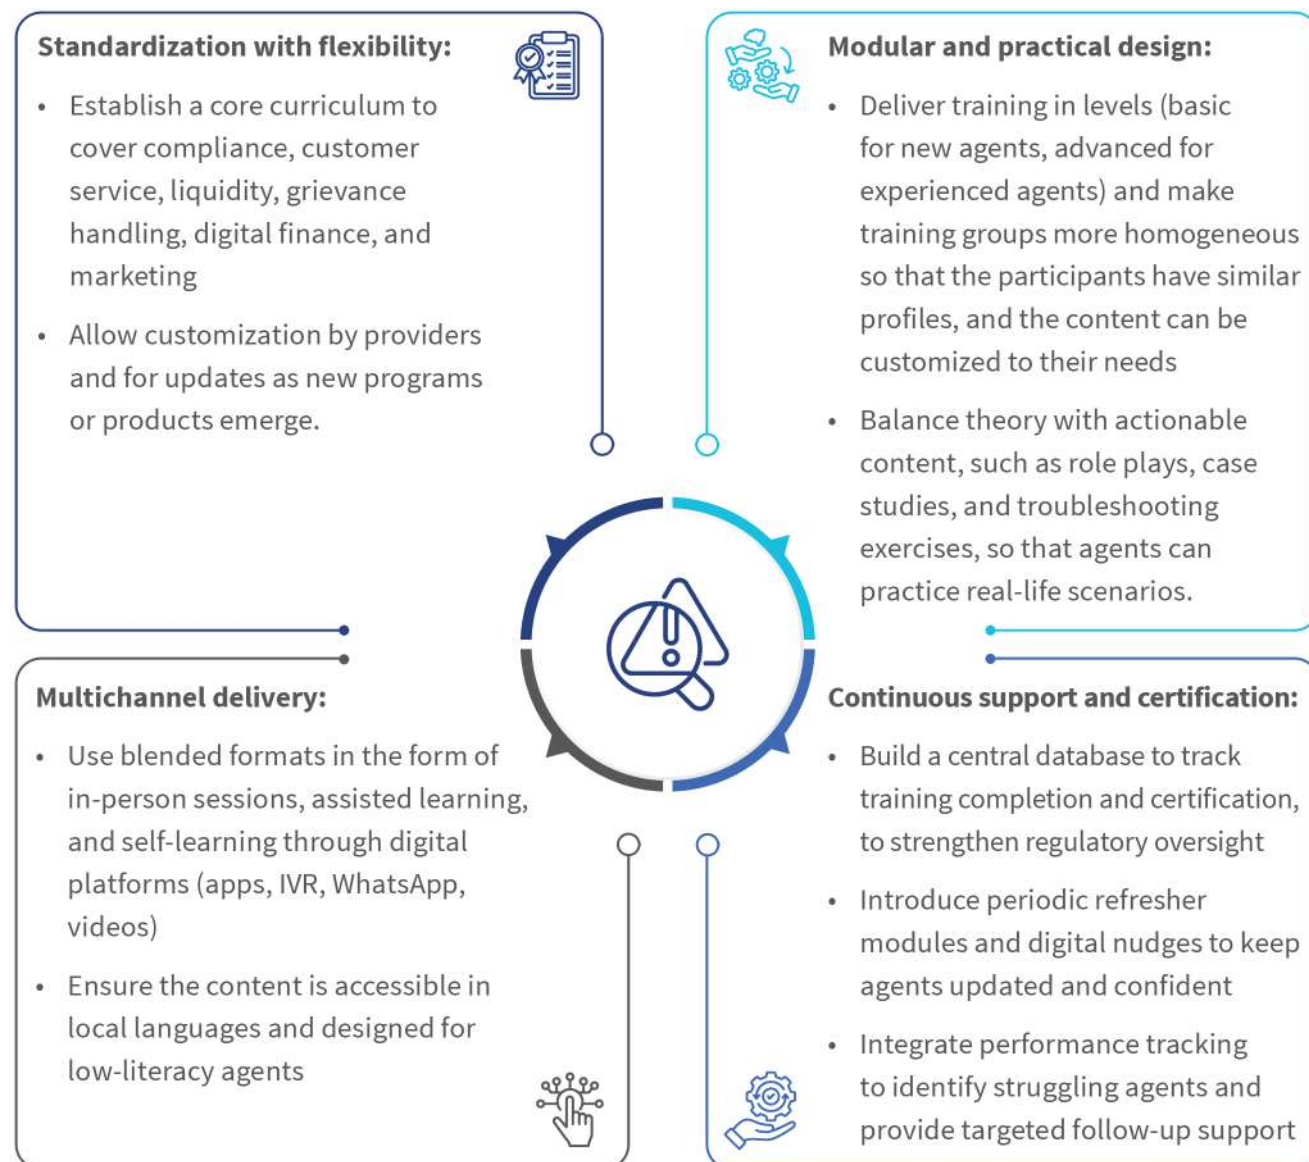 Standardization with flexibility:
• Establish a core curriculum to
cover compliance, customer
service, liquidity, grievance
handling, digital finance, and
marketing
• Allow customization by providers
and for updates as new programs
or products emerge.
Modular and practical design:
• Deliver training in levels (basic
for new agents, advanced for
experienced agents) and make
training groups more homogeneous
so that the participants have similar
profiles, and the content can be
customized to their needs
• Balance theory with actionable
content, such as role plays, case
studies, and troubleshooting
exercises, so that agents can
practice real-life scenarios.
Multichannel delivery:
• Use blended formats in the form of
in-person sessions, assisted learning,
and self-learning through digital
platforms (apps, IVR, WhatsApp,
videos)
• Ensure the content is accessible in
local languages and designed for
low-literacy agents
Continuous support and certification:
• Build a central database to track
training completion and certification,
to strengthen regulatory oversight
• Introduce periodic refresher
modules and digital nudges to keep
agents updated and confident
• Integrate performance tracking
to identify struggling agents and
provide targeted follow-up support